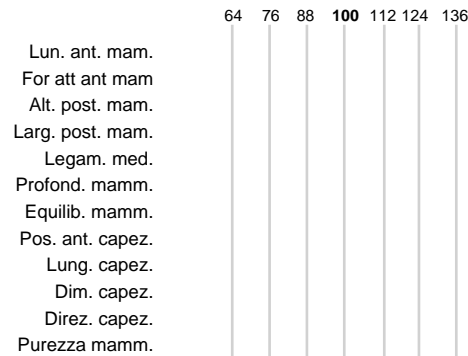 64 76 88 100 112 124 136
Lun. ant. mam.
For att ant mam
Alt. post. mam.
Larg. post. mam.
Legam. med.
Profond. mamm.
Equilib. mamm.
Pos. ant. capez.
Lung. capez.
Dim. capez.
Direz. capez.
Purezza mamm.